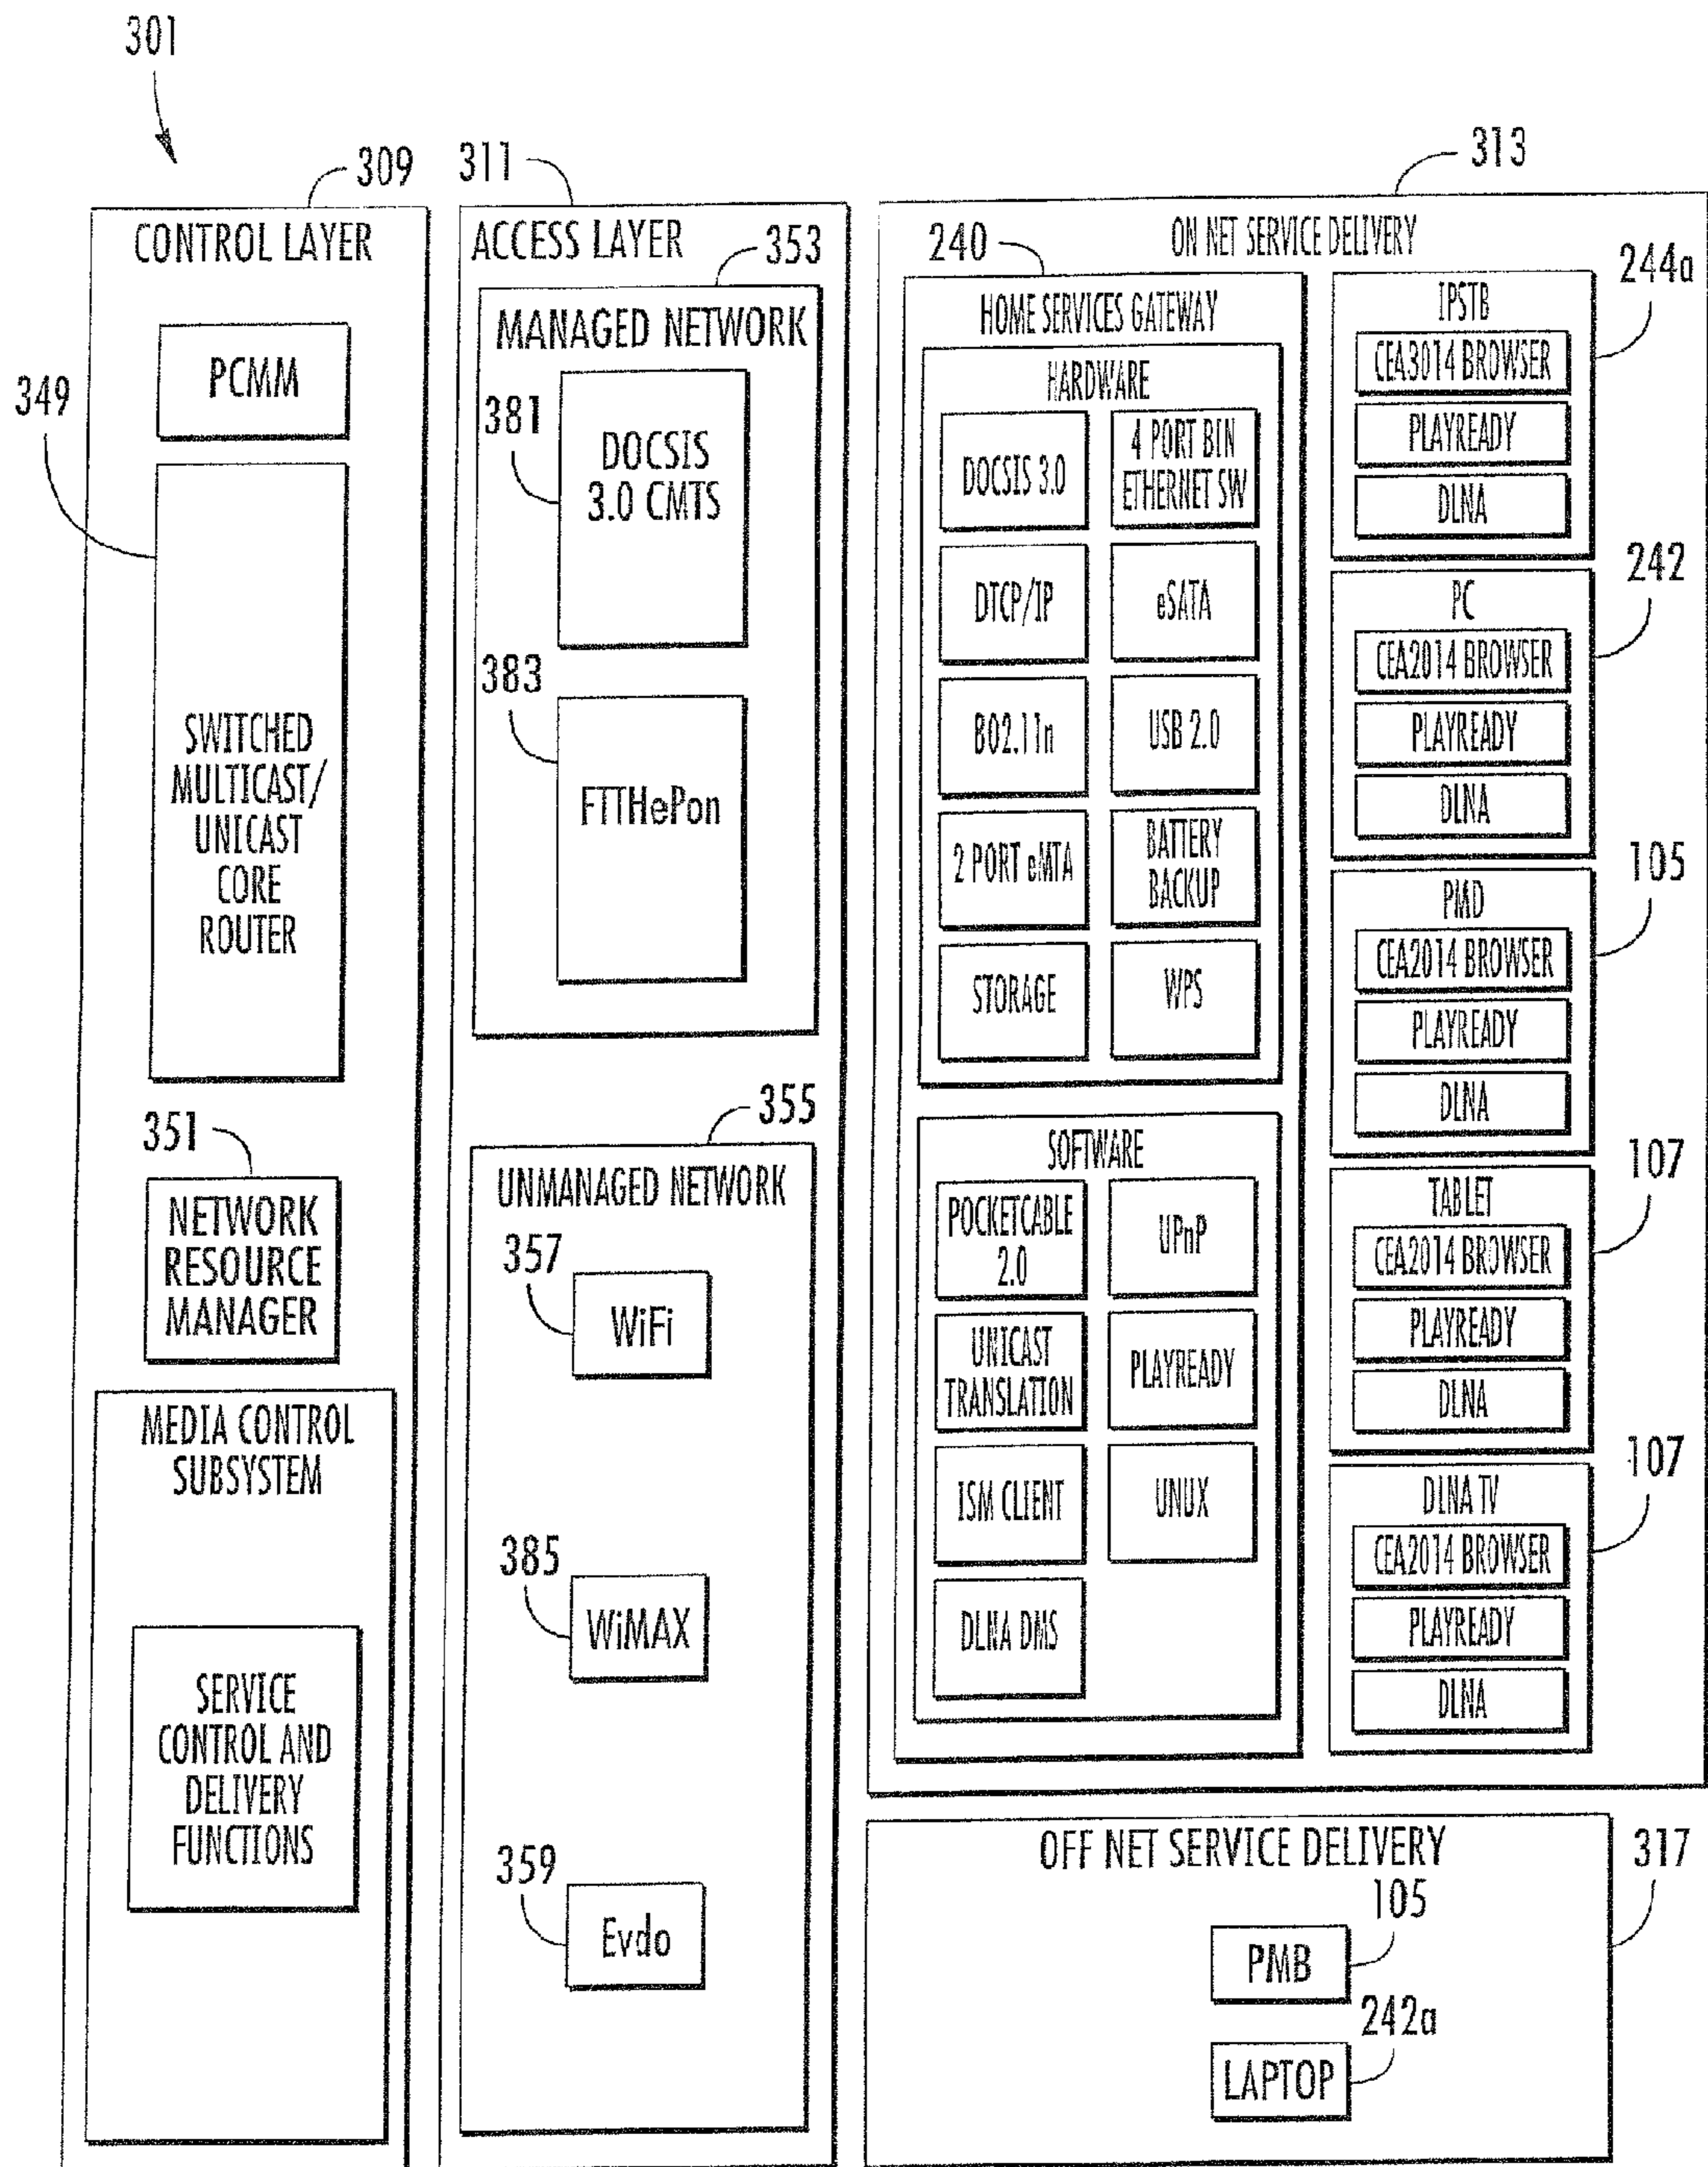 301
309
CONTROL LAYER
PCMM
349
SWITCHED
MULTICAST/
UNICAST
CORE
ROUTER
351
NETWORK
RESOURCE
MANAGER
MEDIA CONTROL
SUBSYSTEM
SERVICE
CONTROL AND
DELIVERY
FUNCTIONS
311
ACCESS LAYER
353
MANAGED NETWORK
381
DOCSIS
3.0 CMTS
383
FTTHePon
355
UNMANAGED NETWORK
357
WiFi
385
WiMAX
359
Evdo
313
ON NET SERVICE DELIVERY
240
HOME SERVICES GATEWAY
HARDWARE
DOCSIS 3.0
4 PORT BIN
ETHERNET SW
DTCP/IP
eSATA
B02.11n
USB 2.0
2 PORT eMTA
BATTERY
BACKUP
STORAGE
WPS
SOFTWARE
POCKETCABLE
2.0
UPnP
UNICAST
TRANSLATION
PLAYREADY
ISM CLIENT
UNUX
DLNA DMS
244a
IPSTB
CEA3014 BROWSER
PLAYREADY
DLNA
242
PC
CEA2014 BROWSER
PLAYREADY
DLNA
105
PMD
CEA2014 BROWSER
PLAYREADY
DLNA
107
TABLET
CEA2014 BROWSER
PLAYREADY
DLNA
107
DLNA TV
CEA2014 BROWSER
PLAYREADY
DLNA
OFF NET SERVICE DELIVERY
317
105
PMB
242a
LAPTOP